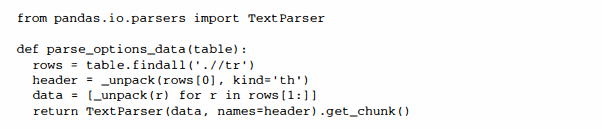 from pandas.io.parsers import TextParser

def parse_options_data(table):
  rows = table.findall('.//tr')
  header = _unpack(rows[0], kind='th')
  data = [_unpack(r) for r in rows[1:]]
  return TextParser(data, names=header).get_chunk()